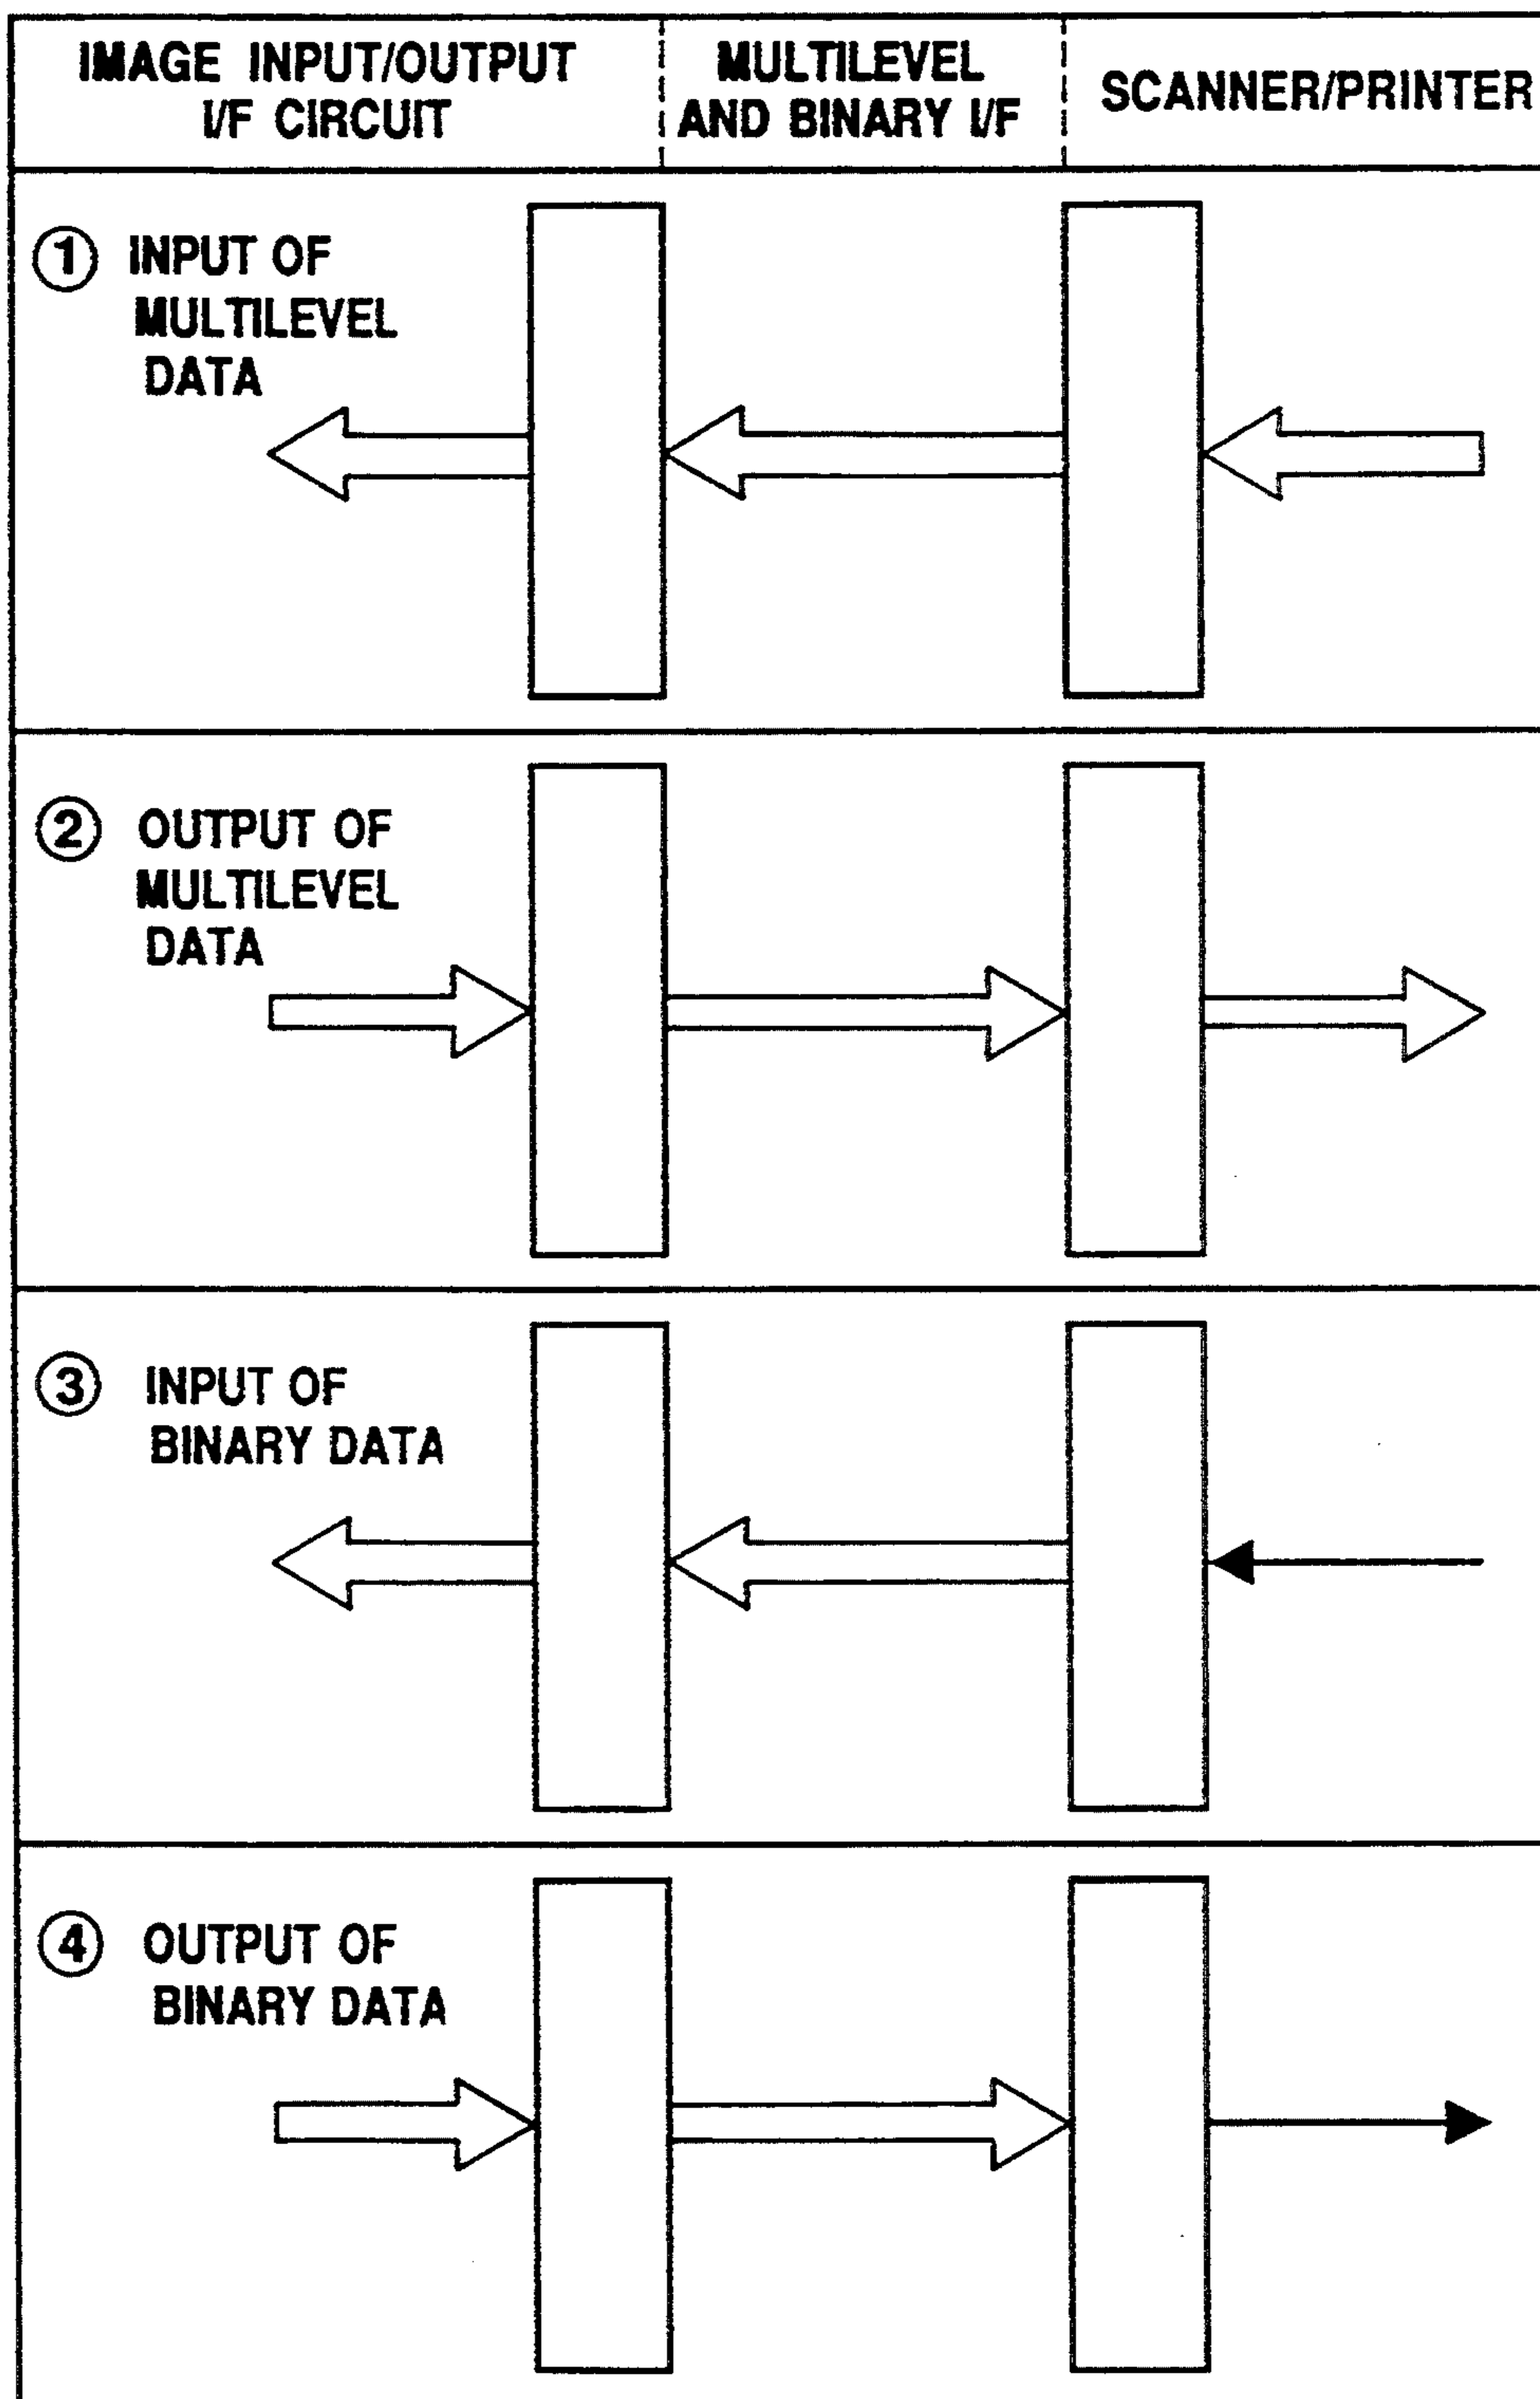 IMAGE INPUT/OUTPUT
I/F CIRCUIT
MULTILEVEL
AND BINARY I/F
SCANNER/PRINTER
① INPUT OF
MULTILEVEL
DATA
② OUTPUT OF
MULTILEVEL
DATA
③ INPUT OF
BINARY DATA
④ OUTPUT OF
BINARY DATA